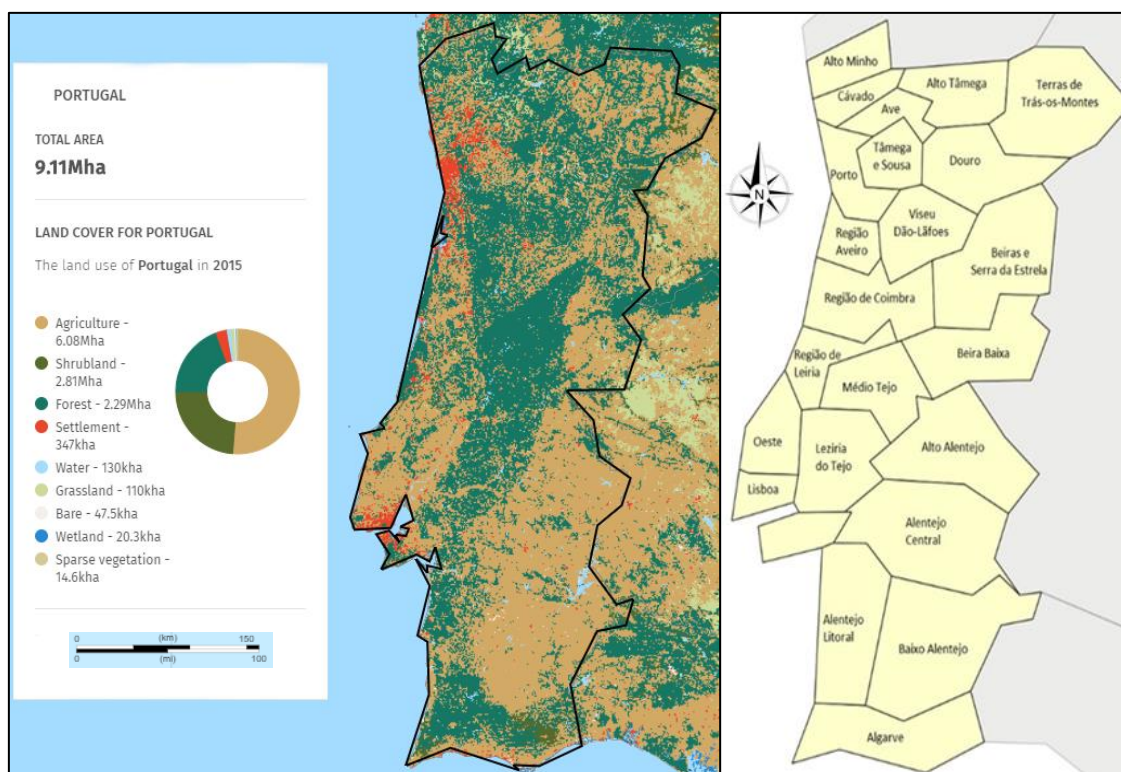 PORTUGAL
TOTAL AREA
9.11Mha
LAND COVER FOR PORTUGAL
The land use of Portugal in 2015
Agriculture -
6.08Mha
Shrubland -
2.81Mha
Forest - 2.29Mha
Settlement -
347kha
Water - 130kha
Grassland - 110kha
Bare - 47.5kha
Wetland - 20.3kha
Sparse vegetation -
14.6kha
0 (km) 150
0 (mi) 100
N
Alto Minho
Cávado
Ave
Alto Tâmega
Terras de
Trás-os-Montes
Tâmega
e Sousa
Porto
Douro
Região
Aveiro
Viseu
Dão-Lãfoes
Beiras e
Serra da Estrela
Região de Coimbra
Região de
Leiria
Beira Baixa
Médio Tejo
Oeste
Leziria
do Tejo
Alto Alentejo
Lisboa
Alentejo
Central
Alentejo
Litoral
Baixo Alentejo
Algarve